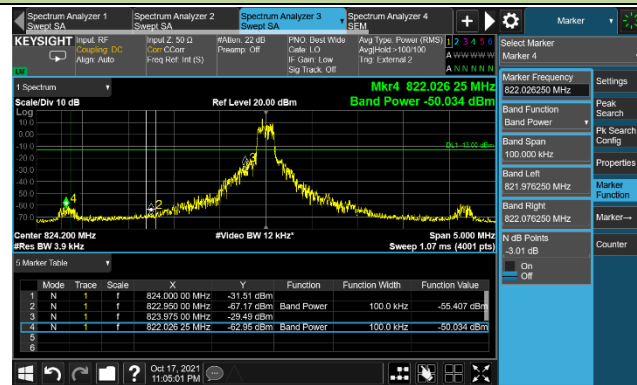 Spectrum Analyzer 1 Spectrum Analyzer 2 Spectrum Analyzer 3 Spectrum Analyzer 4 Marker
Swept SA Swept SA Swept SA SEM
KEYSIGHT Input: RF Input Z: 50 Ω #Atten: 22 dB PNO: Best Wide Avg Type: Power (RMS) 1 2 3 4 5 6
Coupling: DC Corr CCorr Preamp: Off Gate: LO Avg|Hold:>100/100 A W W W W W
Align: Auto Freq Ref: Int (S) IF Gain: Low Trig: External 2 A N N N N N
Sig Track: Off
LXI
Select Marker
Marker 4
1 Spectrum Mkr4 822.026 25 MHz
Scale/Div 10 dB Ref Level 20.00 dBm Band Power -50.034 dBm
Log
10.0
0.00
-10.0
-20.0
-30.0
-40.0
-50.0
-60.0
-70.0
DL1 -13.00 dBm
4
2
3
Center 824.200 MHz #Video BW 12 kHz* Span 5.000 MHz
#Res BW 3.9 kHz Sweep 1.07 ms (4001 pts)
5 Marker Table
Mode Trace Scale X Y Function Function Width Function Value
1 N 1 f 824.000 00 MHz -31.51 dBm
2 N 1 f 822.950 00 MHz -67.17 dBm Band Power 100.0 kHz -55.407 dBm
3 N 1 f 823.975 00 MHz -29.49 dBm
4 N 1 f 822.026 25 MHz -62.95 dBm Band Power 100.0 kHz -50.034 dBm
5
6
Marker Frequency
822.026250 MHz
Band Function
Band Power
Band Span
100.000 kHz
Band Left
821.976250 MHz
Band Right
822.076250 MHz
N dB Points
-3.01 dB
On
Off
Settings
Peak
Search
Pk Search
Config
Properties
Marker
Function
Marker→
Counter
Oct 17, 2021
11:05:01 PM